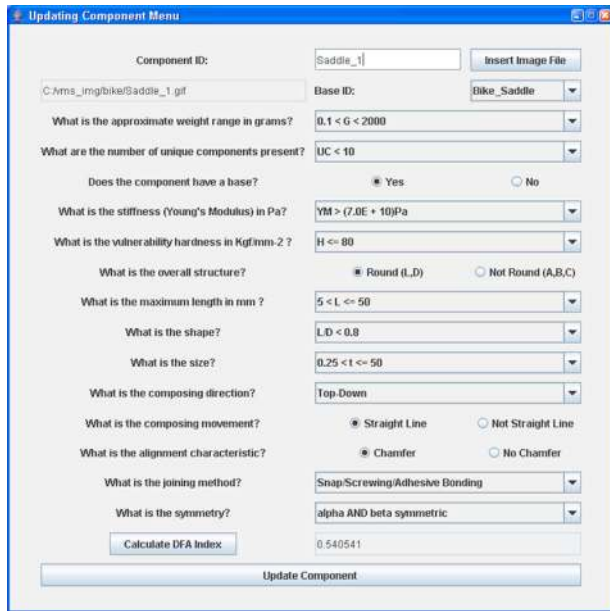 Updating Component Menu
Component ID: Saddle_1 Insert Image File
C:/vms_img/bike/Saddle_1.gif Base ID: Bike_Saddle
What is the approximate weight range in grams? 0.1 < G < 2000
What are the number of unique components present? UC < 10
Does the component have a base? Yes No
What is the stiffness (Young's Modulus) in Pa? YM > (7.0E + 10)Pa
What is the vulnerability hardness in Kgf/mm-2 ? H <= 80
What is the overall structure? Round (L,D) Not Round (A,B,C)
What is the maximum length in mm ? 5 < L <= 50
What is the shape? L/D < 0.8
What is the size? 0.25 < t <= 50
What is the composing direction? Top-Down
What is the composing movement? Straight Line Not Straight Line
What is the alignment characteristic? Chamfer No Chamfer
What is the joining method? Snap/Screwing/Adhesive Bonding
What is the symmetry? alpha AND beta symmetric
Calculate DFA Index 0.540541
Update Component